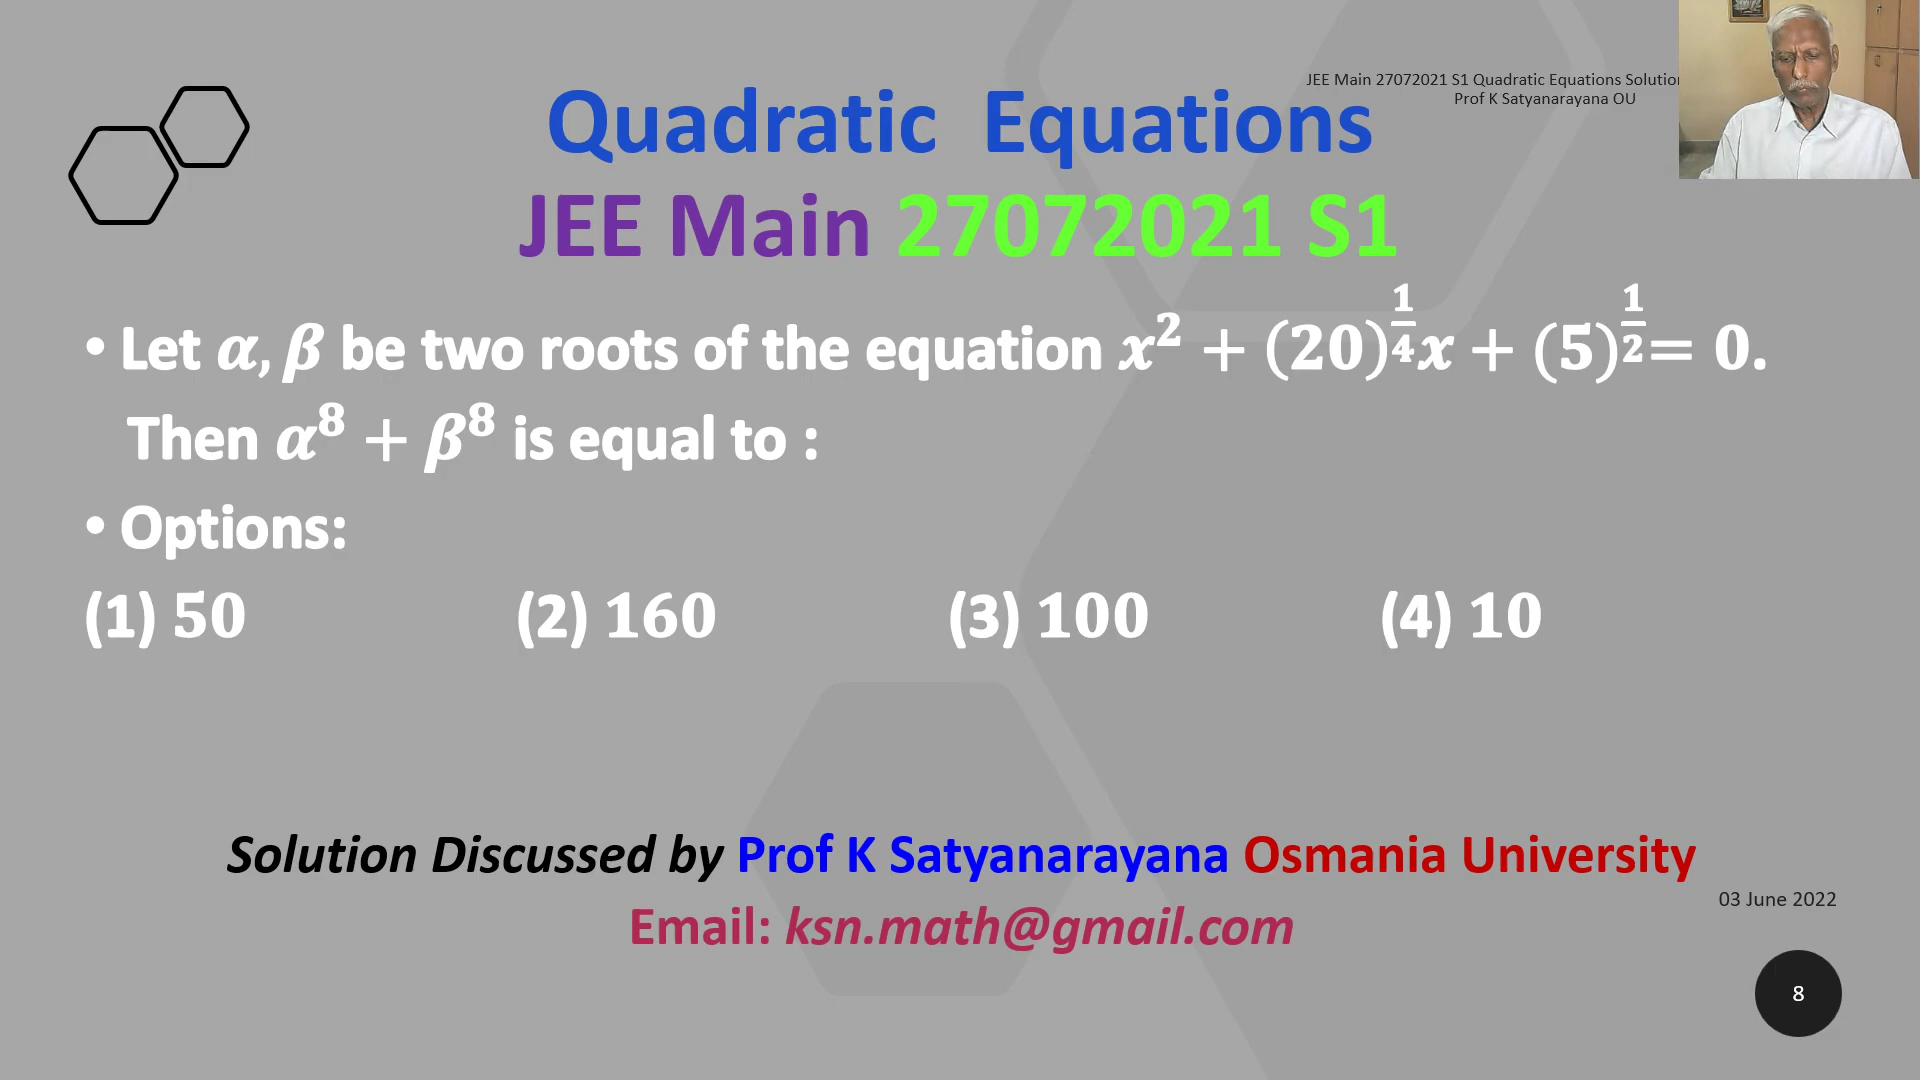 JEE Main 27072021 S1 Quadratic Equations
Prof K Satyanarayana OU
Quadratic Equations
JEE Main 27072021 S1
• Let α, β be two roots of the equation x² + (20)^{1/4}x + (5)^{1/2} = 0.
Then α⁸ + β⁸ is equal to :
• Options:
(1) 50 (2) 160 (3) 100 (4) 10
Solution Discussed by Prof K Satyanarayana Osmania University
03 June 2022
Email: ksn.math@gmail.com
8